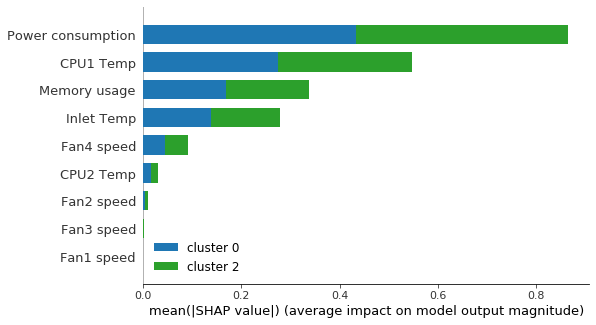 Power consumption
CPU1 Temp
Memory usage
Inlet Temp
Fan4 speed
CPU2 Temp
Fan2 speed
Fan3 speed
Fan1 speed
cluster 0
cluster 2
0.0 0.2 0.4 0.6 0.8
mean(|SHAP value|) (average impact on model output magnitude)